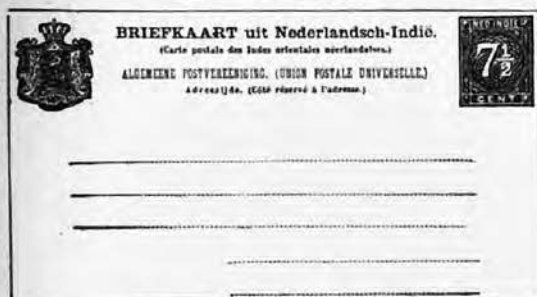 BRIEFKAART uit Nederlandsch-Indië.
(Carte postale des Indes orientales néerlandaises.)
ALGEMEENE POSTVEREENIGING. (UNION POSTALE UNIVERSELLE.)
Adreszijde. (Côté réservé à l'adresse.)
NED-INDIE
7½
CENT